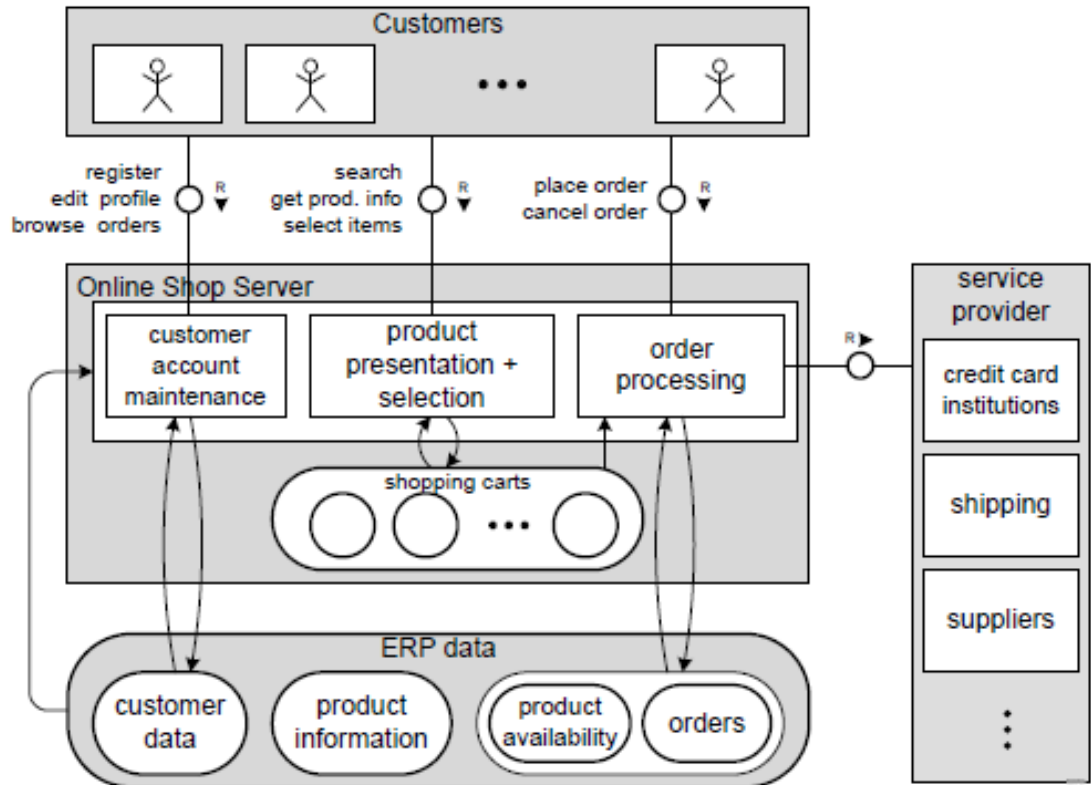 Customers
•••
register
edit profile
browse orders
R
search
get prod. info
select items
R
place order
cancel order
R
Online Shop Server
customer
account
maintenance
product
presentation +
selection
order
processing
R
service
provider
credit card
institutions
shipping
suppliers
shopping carts
•••
ERP data
customer
data
product
information
product
availability
orders